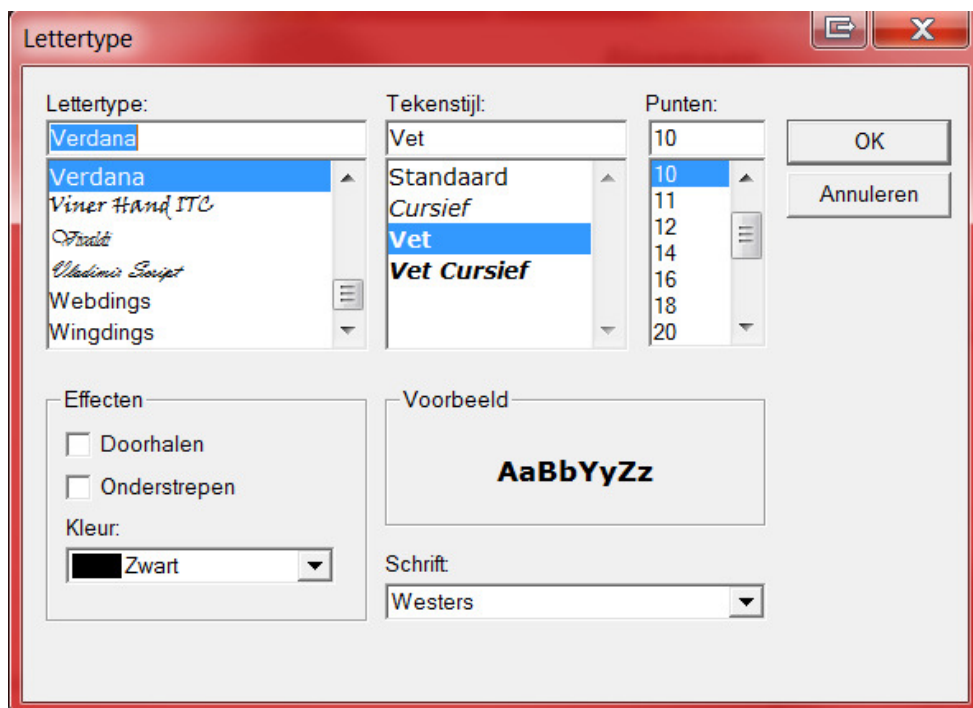 Lettertype
Lettertype:
Verdana
Verdana
Viner Hand ITC
Vivaldi
Vladimir Script
Webdings
Wingdings
Tekenstijl:
Vet
Standaard
Cursief
Vet
Vet Cursief
Punten:
10
10
11
12
14
16
18
20
OK
Annuleren
Effecten
Doorhalen
Onderstrepen
Kleur:
Zwart
Voorbeeld
AaBbYyZz
Schrift:
Westers